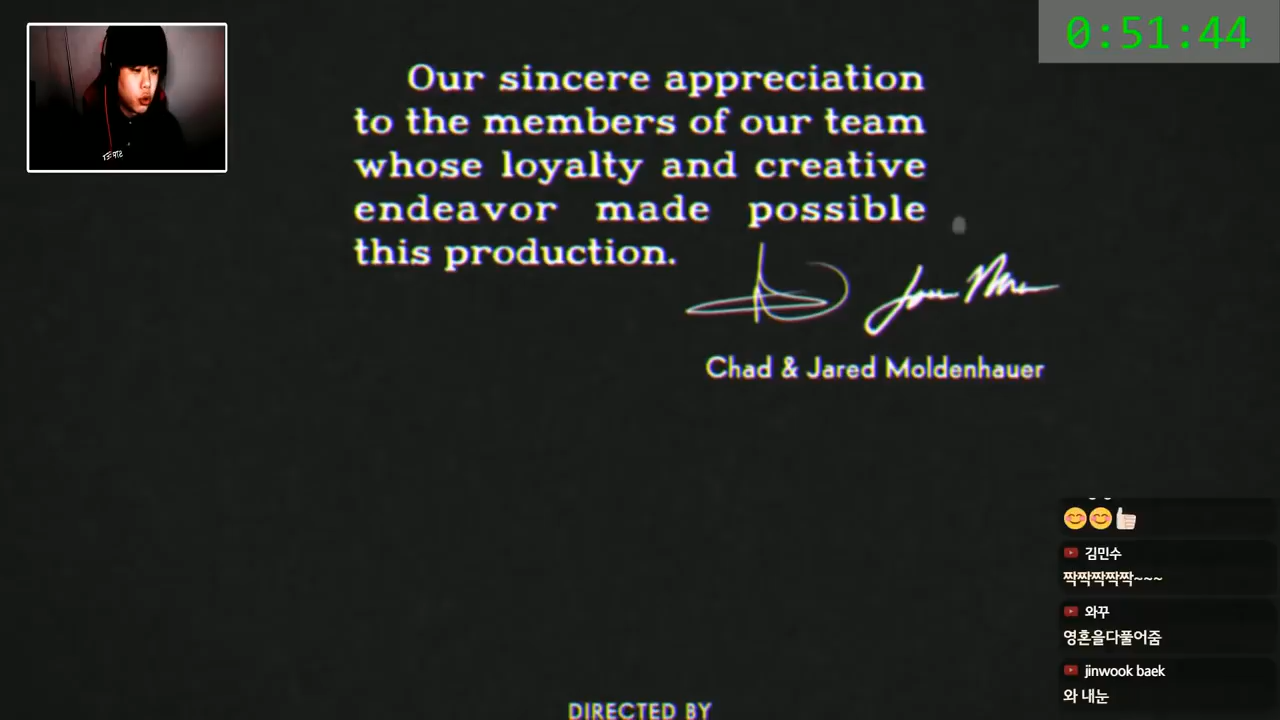 0:51:44
Our sincere appreciation
to the members of our team
whose loyalty and creative
endeavor made possible
this production.
Chad & Jared Moldenhauer
😊😊👍
김민수
짝짝짝짝짝~~~
와꾸
영혼을다풀어줌
jinwook baek
와 내눈
DIRECTED BY